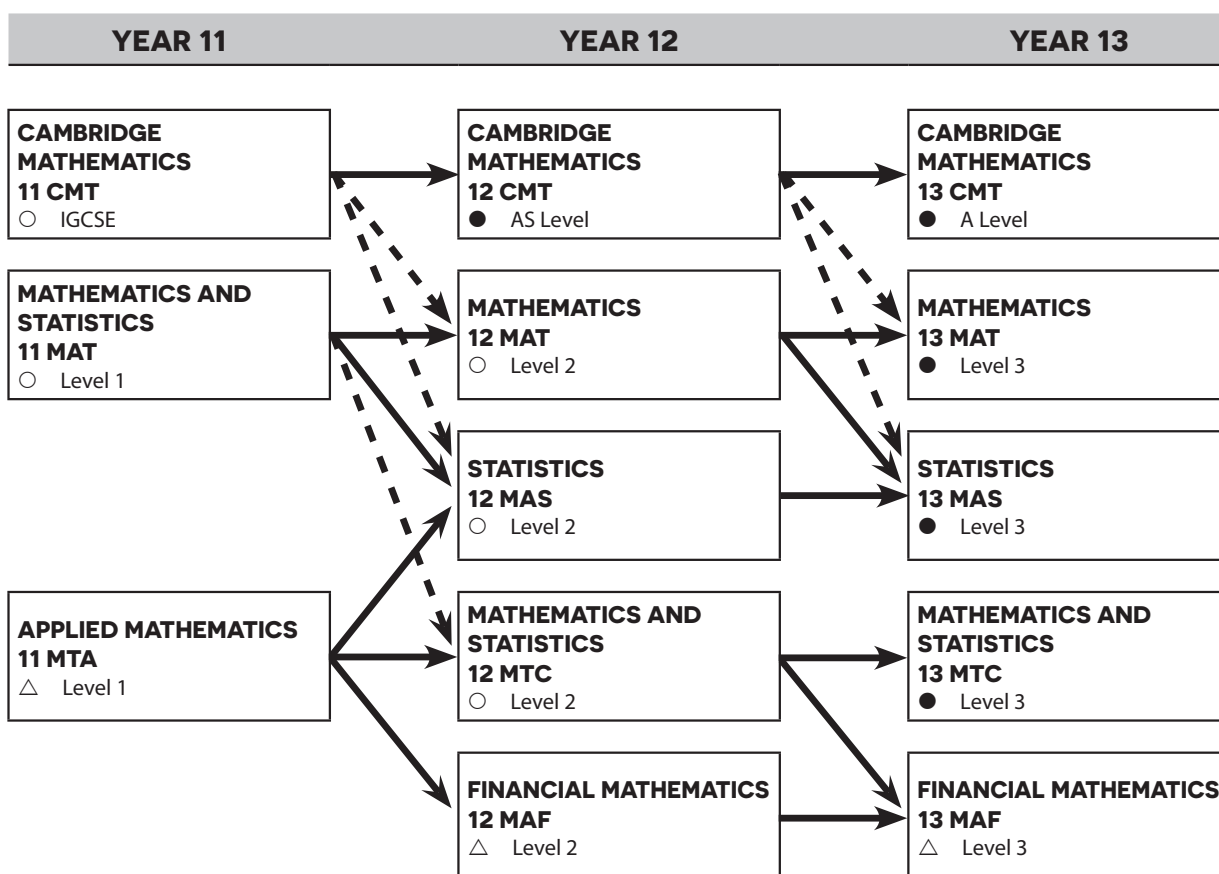 YEAR 11
YEAR 12
YEAR 13
CAMBRIDGE
MATHEMATICS
11 CMT
○ IGCSE
CAMBRIDGE
MATHEMATICS
12 CMT
● AS Level
CAMBRIDGE
MATHEMATICS
13 CMT
● A Level
MATHEMATICS AND
STATISTICS
11 MAT
○ Level 1
MATHEMATICS
12 MAT
○ Level 2
MATHEMATICS
13 MAT
● Level 3
STATISTICS
12 MAS
○ Level 2
STATISTICS
13 MAS
● Level 3
APPLIED MATHEMATICS
11 MTA
△ Level 1
MATHEMATICS AND
STATISTICS
12 MTC
○ Level 2
MATHEMATICS AND
STATISTICS
13 MTC
● Level 3
FINANCIAL MATHEMATICS
12 MAF
△ Level 2
FINANCIAL MATHEMATICS
13 MAF
△ Level 3